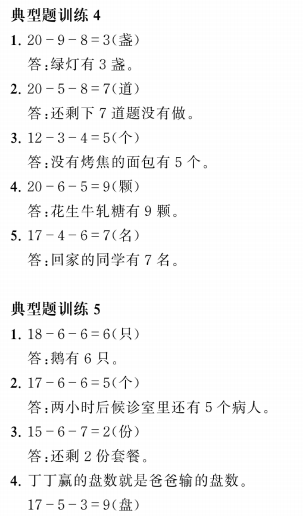 典型题训练 4
1. 20－9－8＝3(盏)
答:绿灯有 3 盏。
2. 20－5－8＝7(道)
答:还剩下 7 道题没有做。
3. 12－3－4＝5(个)
答:没有烤焦的面包有 5 个。
4. 20－6－5＝9(颗)
答:花生牛轧糖有 9 颗。
5. 17－4－6＝7(名)
答:回家的同学有 7 名。
典型题训练 5
1. 18－6－6＝6(只)
答:鹅有 6 只。
2. 17－6－6＝5(个)
答:两小时后候诊室里还有 5 个病人。
3. 15－6－7＝2(份)
答:还剩 2 份套餐。
4. 丁丁赢的盘数就是爸爸输的盘数。
17－5－3＝9(盘)